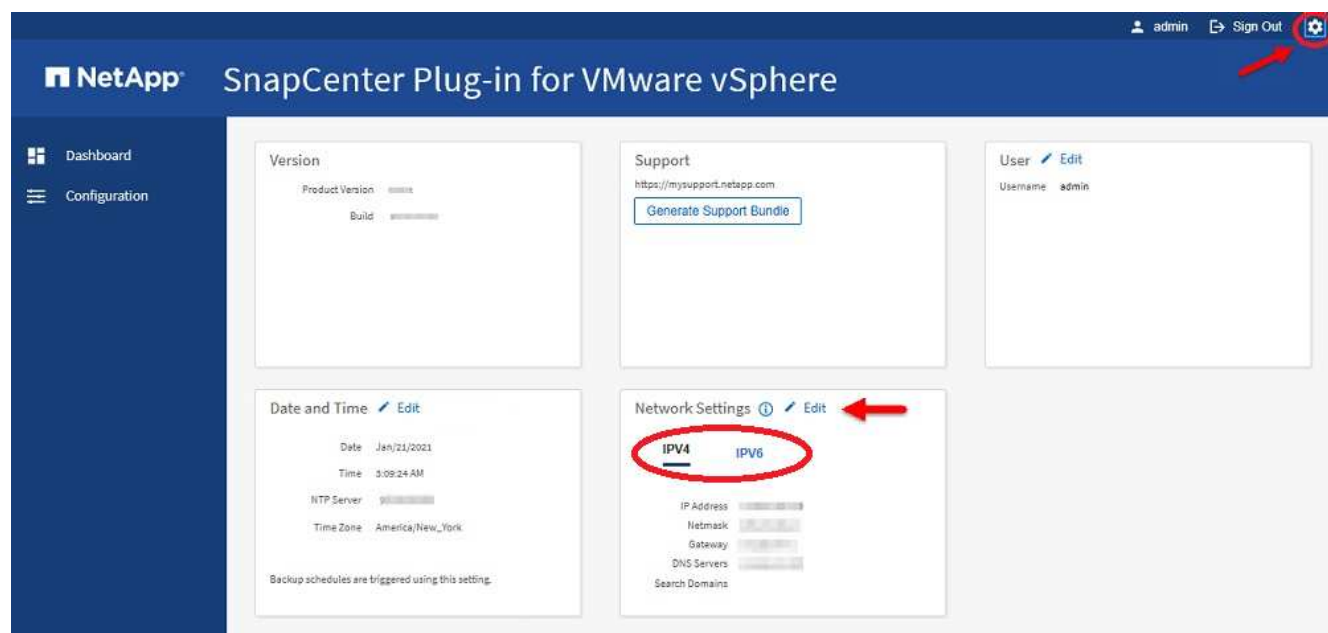 admin Sign Out
NetApp SnapCenter Plug-in for VMware vSphere
Dashboard
Configuration
Version
Product Version
Build
Support
https://mysupport.netapp.com
Generate Support Bundle
User Edit
Username admin
Date and Time Edit
Date Jan/21/2021
Time 3:09:24 AM
NTP Server
Time Zone America/New_York
Backup schedules are triggered using this setting.
Network Settings Edit
IPV4 IPV6
IP Address
Netmask
Gateway
DNS Servers
Search Domains